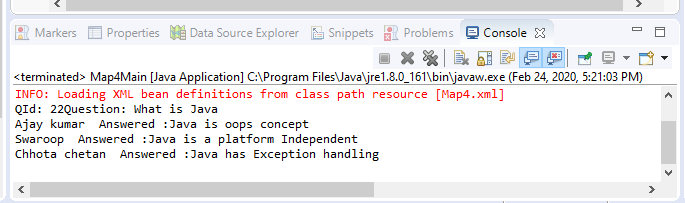 Markers Properties Data Source Explorer Snippets Problems Console
<terminated> Map4Main [Java Application] C:\Program Files\Java\jre1.8.0_161\bin\javaw.exe (Feb 24, 2020, 5:21:03 PM)
INFO: Loading XML bean definitions from class path resource [Map4.xml]
QId: 22Question: What is Java
Ajay kumar  Answered :Java is oops concept
Swaroop  Answered :Java is a platform Independent
Chhota chetan  Answered :Java has Exception handling